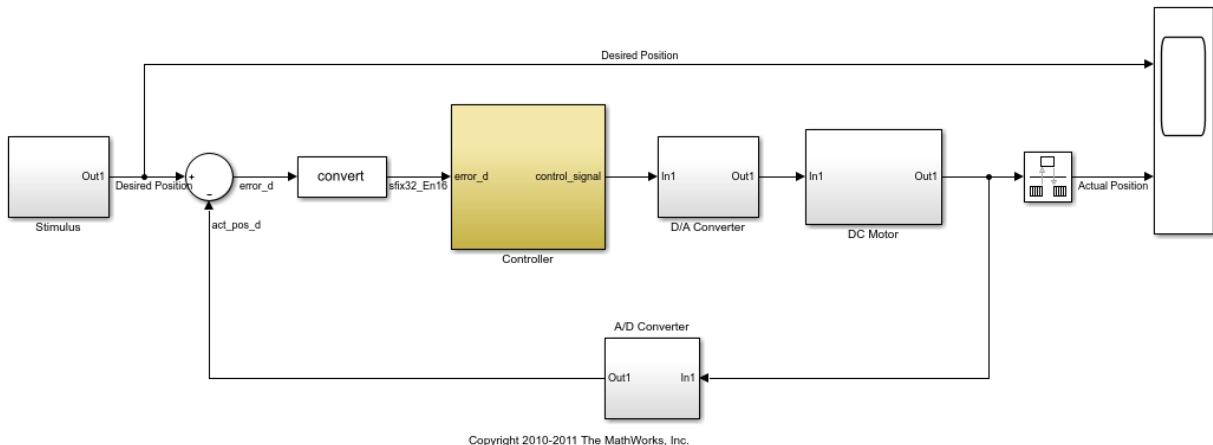 Desired Position
Out1
Desired Position
Stimulus
+
−
error_d
act_pos_d
convert
sfix32_En16
error_d
control_signal
Controller
In1
Out1
D/A Converter
In1
Out1
DC Motor
Actual Position
A/D Converter
Out1
In1
Copyright 2010-2011 The MathWorks, Inc.